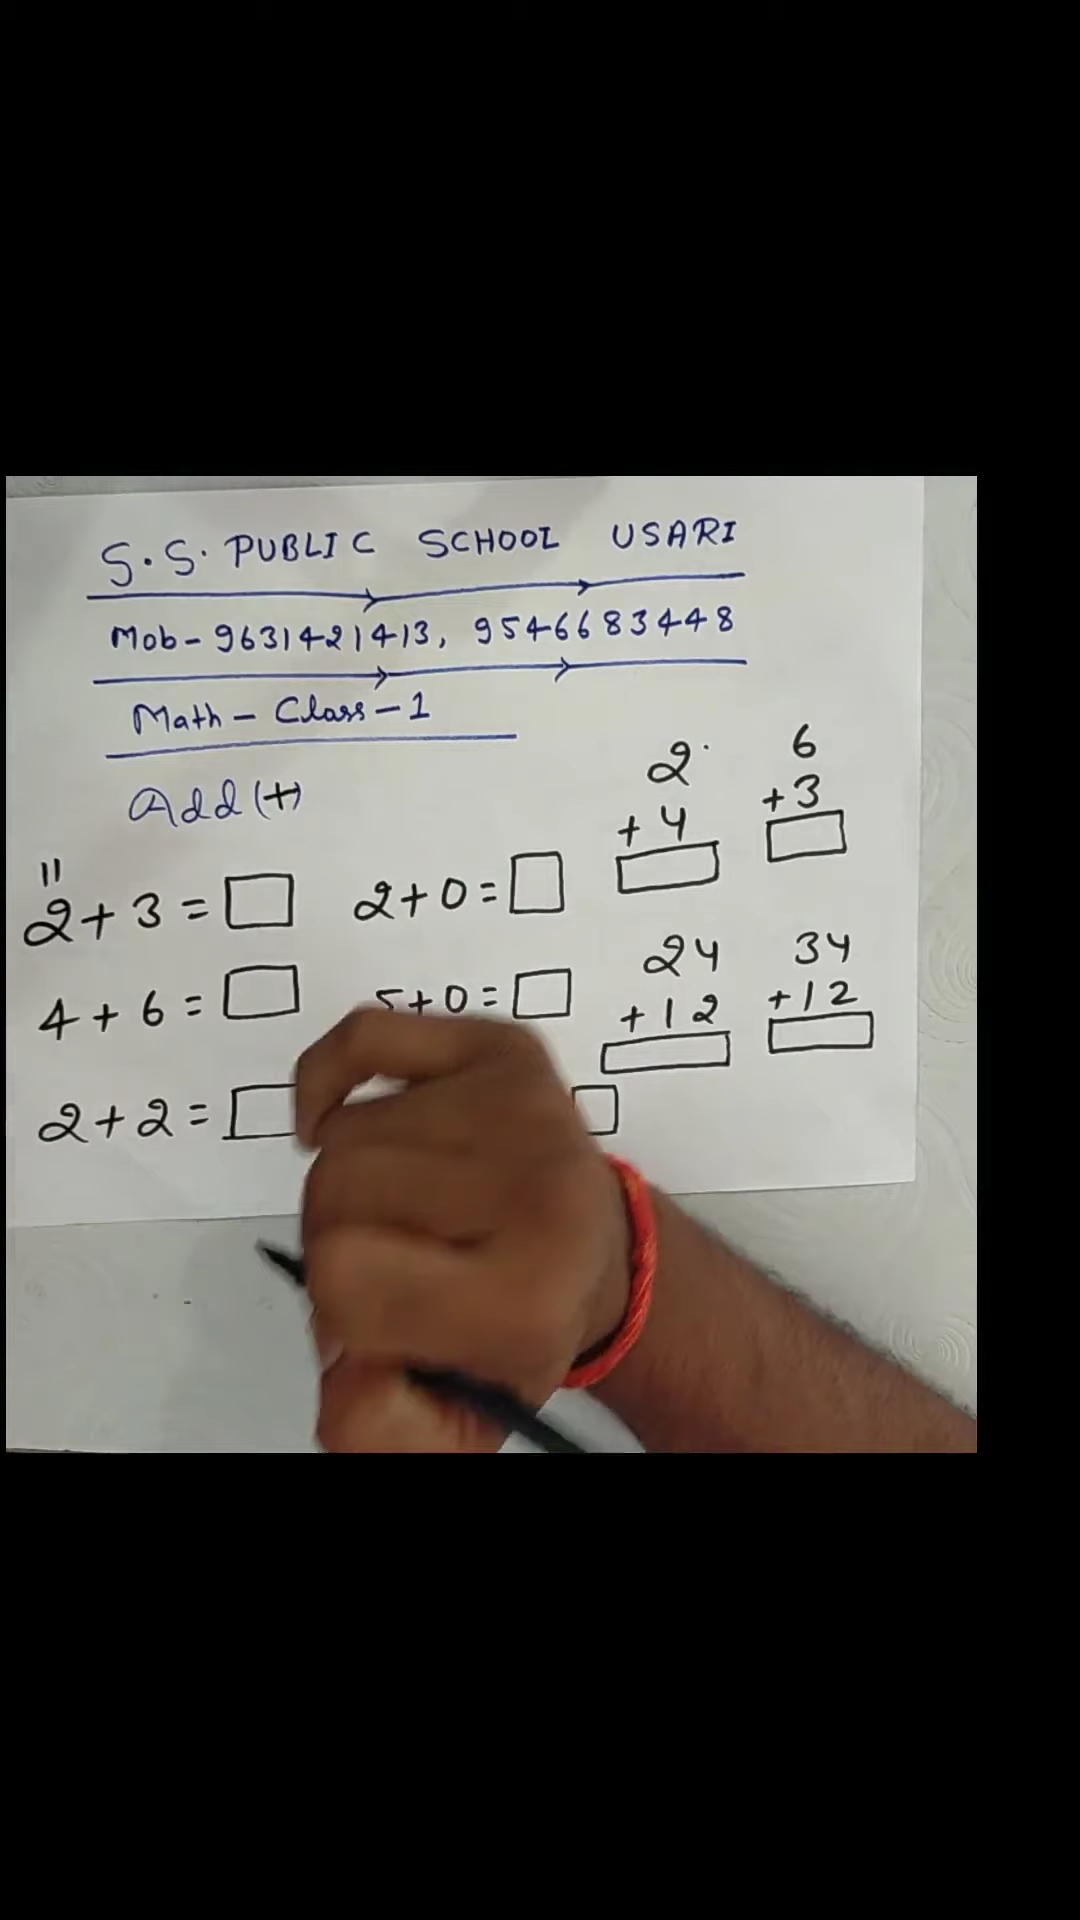 S.S. PUBLIC SCHOOL USARI
Mob-9631421413, 9546683448
Math - Class - 1
Add (+)
2 + 3 =
4 + 6 =
2 + 2 =
2 + 0 =
5 + 0 =
2
+ 4
6
+ 3
24
+ 12
34
+ 12